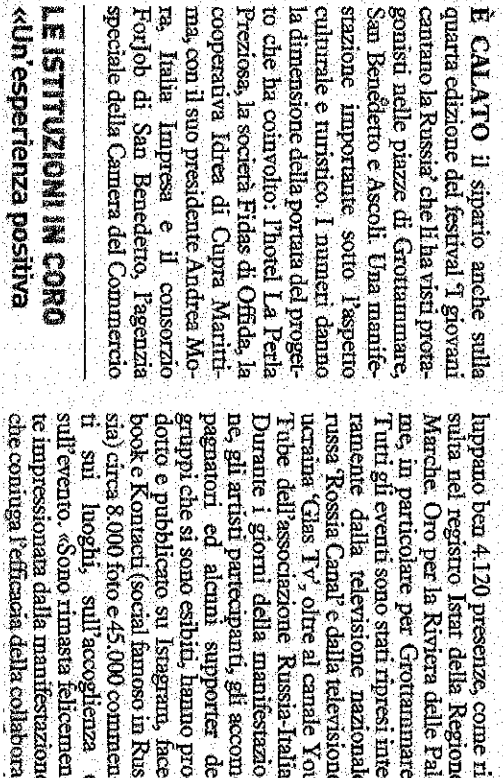 È CALATO il sipario anche sulla
quarta edizione del festival 'I giovani
cantano la Russia' che li ha visti prota-
gonisti nelle piazze di Grottammare,
San Benedetto e Ascoli. Una manife-
stazione importante sotto l'aspetto
culturale e turistico. I numeri danno
la dimensione della portata del proget-
to che ha coinvolto: l'hotel La Perla
Preziosa, la società Fidas di Offida, la
cooperativa Idrea di Cupra Maritti-
ma, con il suo presidente Andrea Mo-
ra, Italia Impresa e il consorzio
ForJob di San Benedetto, l'agenzia
speciale della Camera del Commercio
LE ISTITUZIONI IN CORO
«Un'esperienza positiva
luppano ben 4.120 presenze, come ri
sulta nel registro Istat della Region
Marche. Oro per la Riviera delle Pal
me, in particolare per Grottammare
Tutti gli eventi sono stati ripresi inte
ramente dalla televisione nazionale
russa 'Rossia Canal' e dalla televisione
ucraina 'Glas Tv', oltre al canale You
Tube dell'associazione Russia-Italia
Durante i giorni della manifestazio
ne, gli artisti partecipanti, gli accom
pagnatori ed alcuni supporter de
gruppi che si sono esibiti, hanno pro
dotto e pubblicato su Istagram, face
book e Kontacti (social famoso in Rus
sia) circa 8.000 foto e 45.000 commen
ti sui luoghi, sull'accoglienza e
sull'evento. «Sono rimasta felicemen
te impressionata dalla manifestazione
che coniuga l'efficacia della collabora